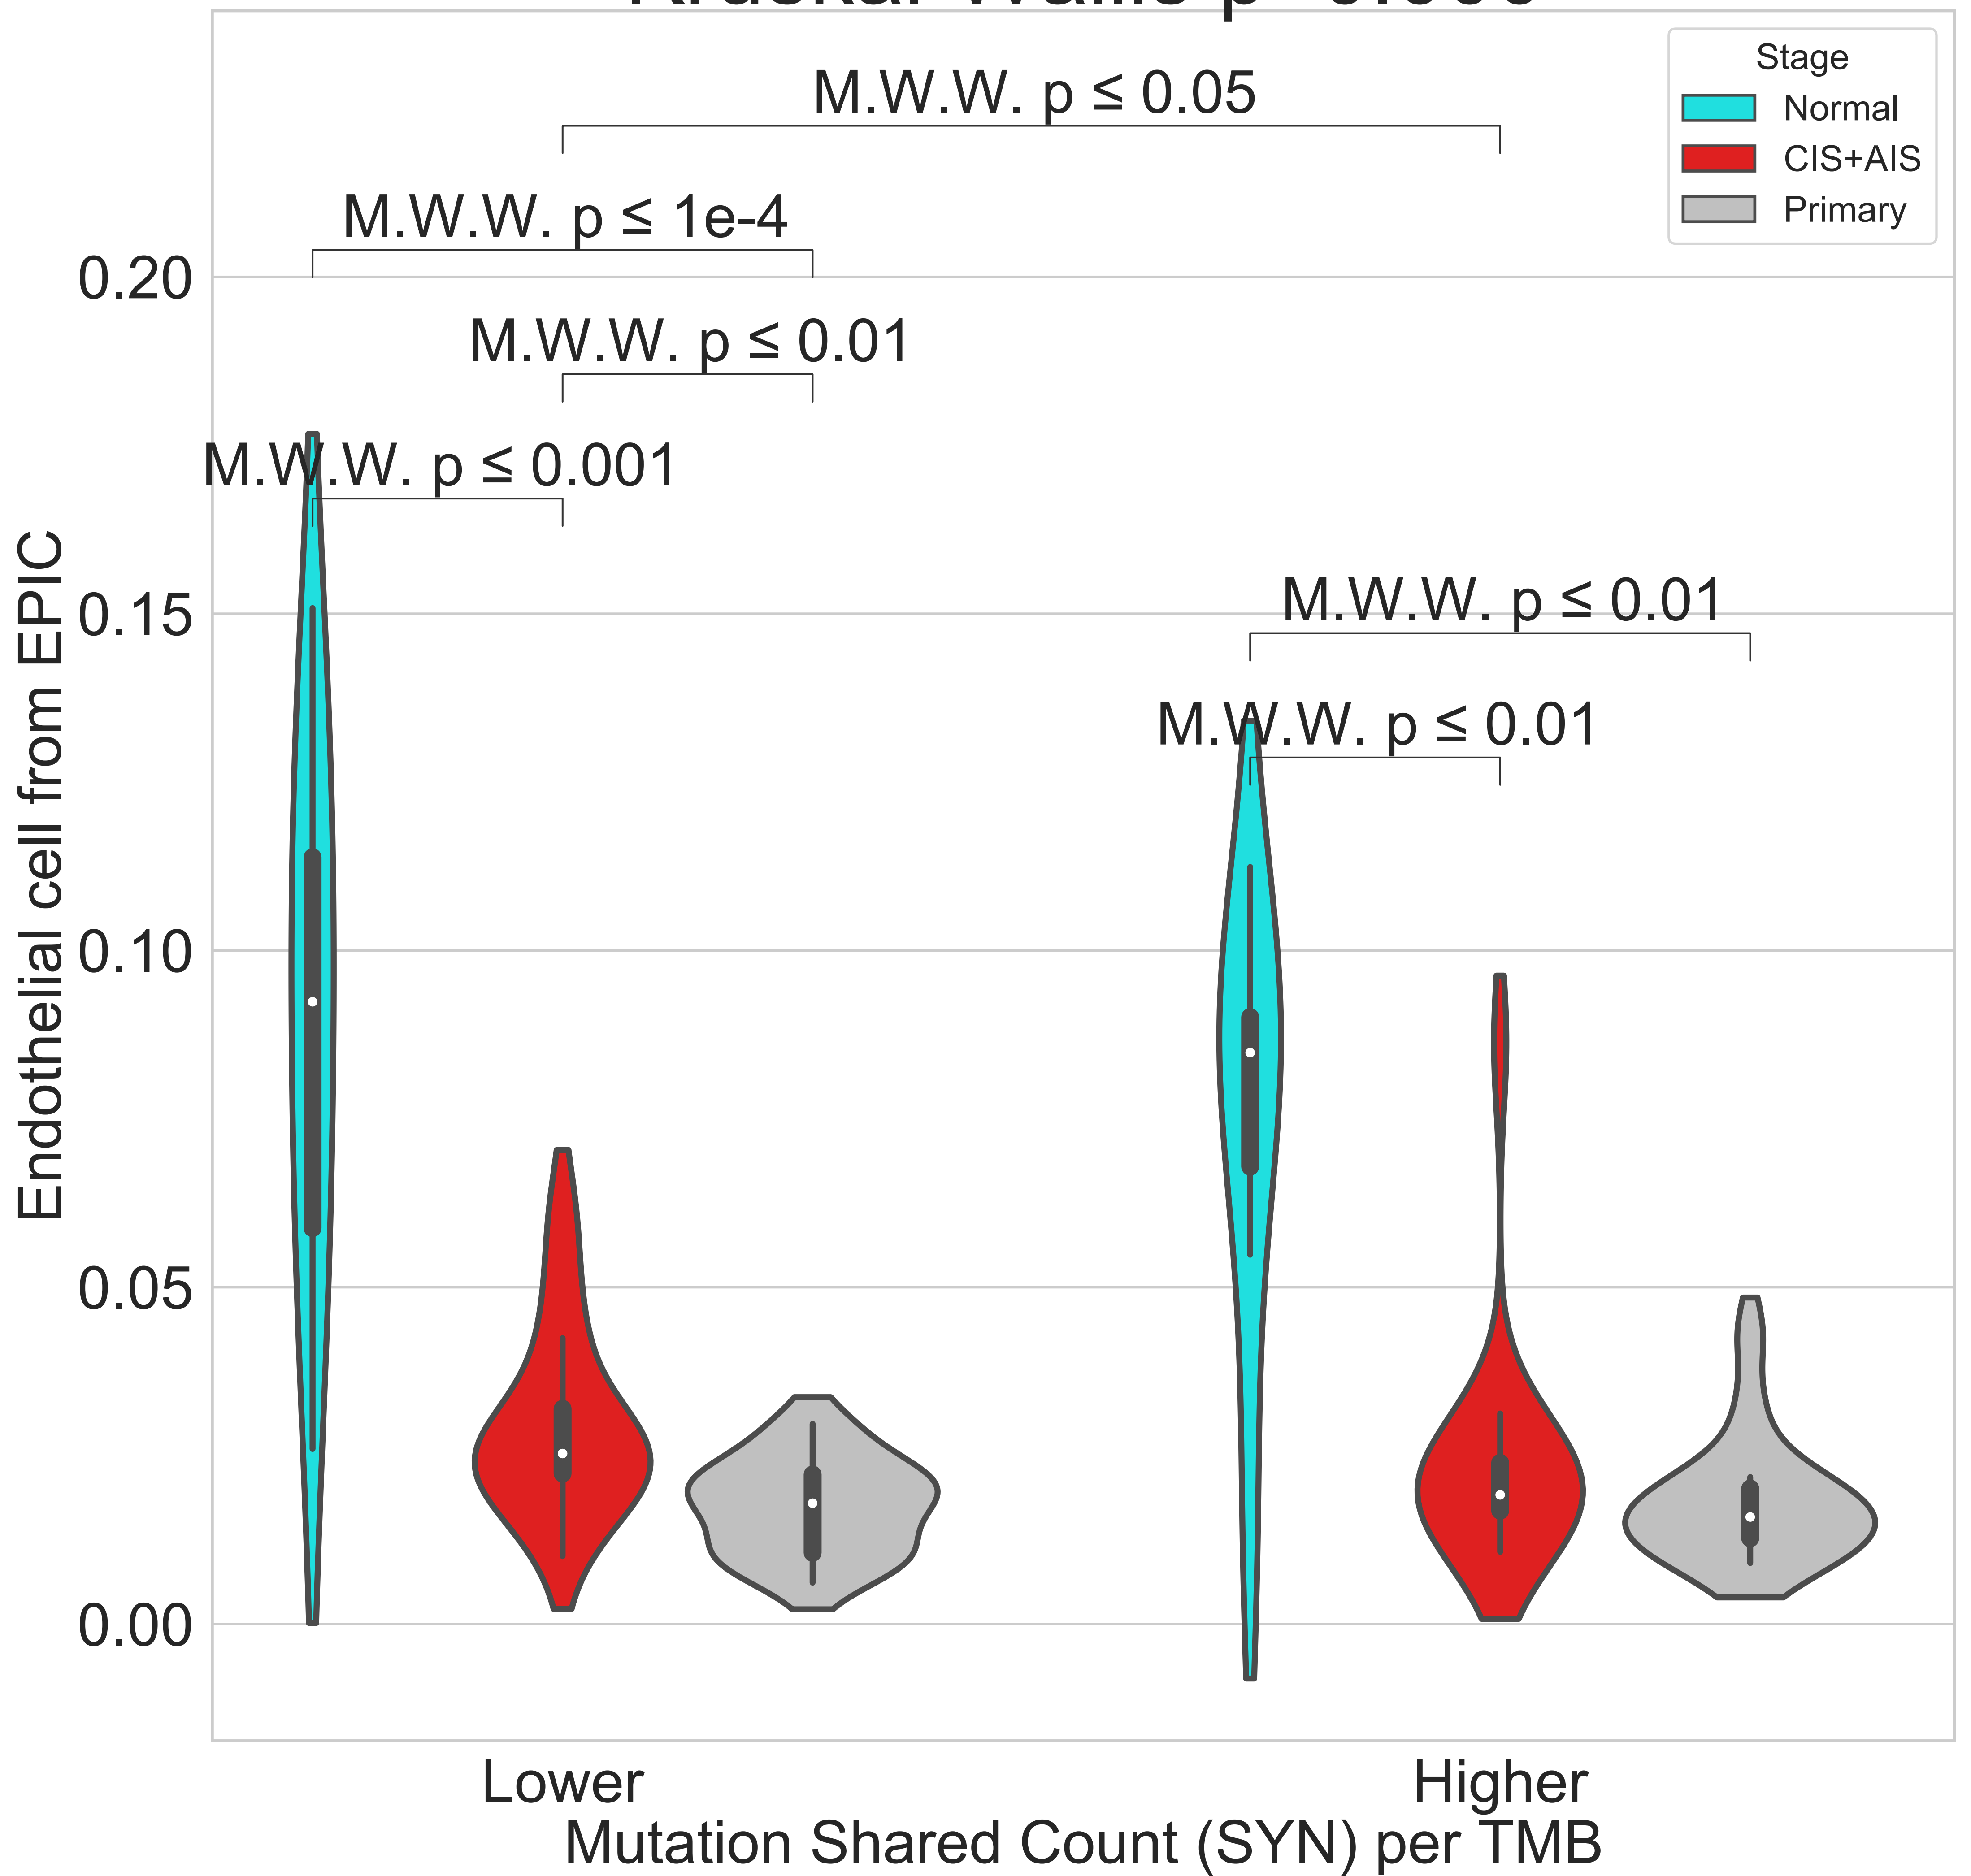 Stage
Normal
CIS+AIS
Primary
M.W.W. p ≤ 0.05
M.W.W. p ≤ 1e-4
M.W.W. p ≤ 0.01
M.W.W. p ≤ 0.001
M.W.W. p ≤ 0.01
M.W.W. p ≤ 0.01
Endothelial cell from EPIC
0.20
0.15
0.10
0.05
0.00
Lower
Higher
Mutation Shared Count (SYN) per TMB